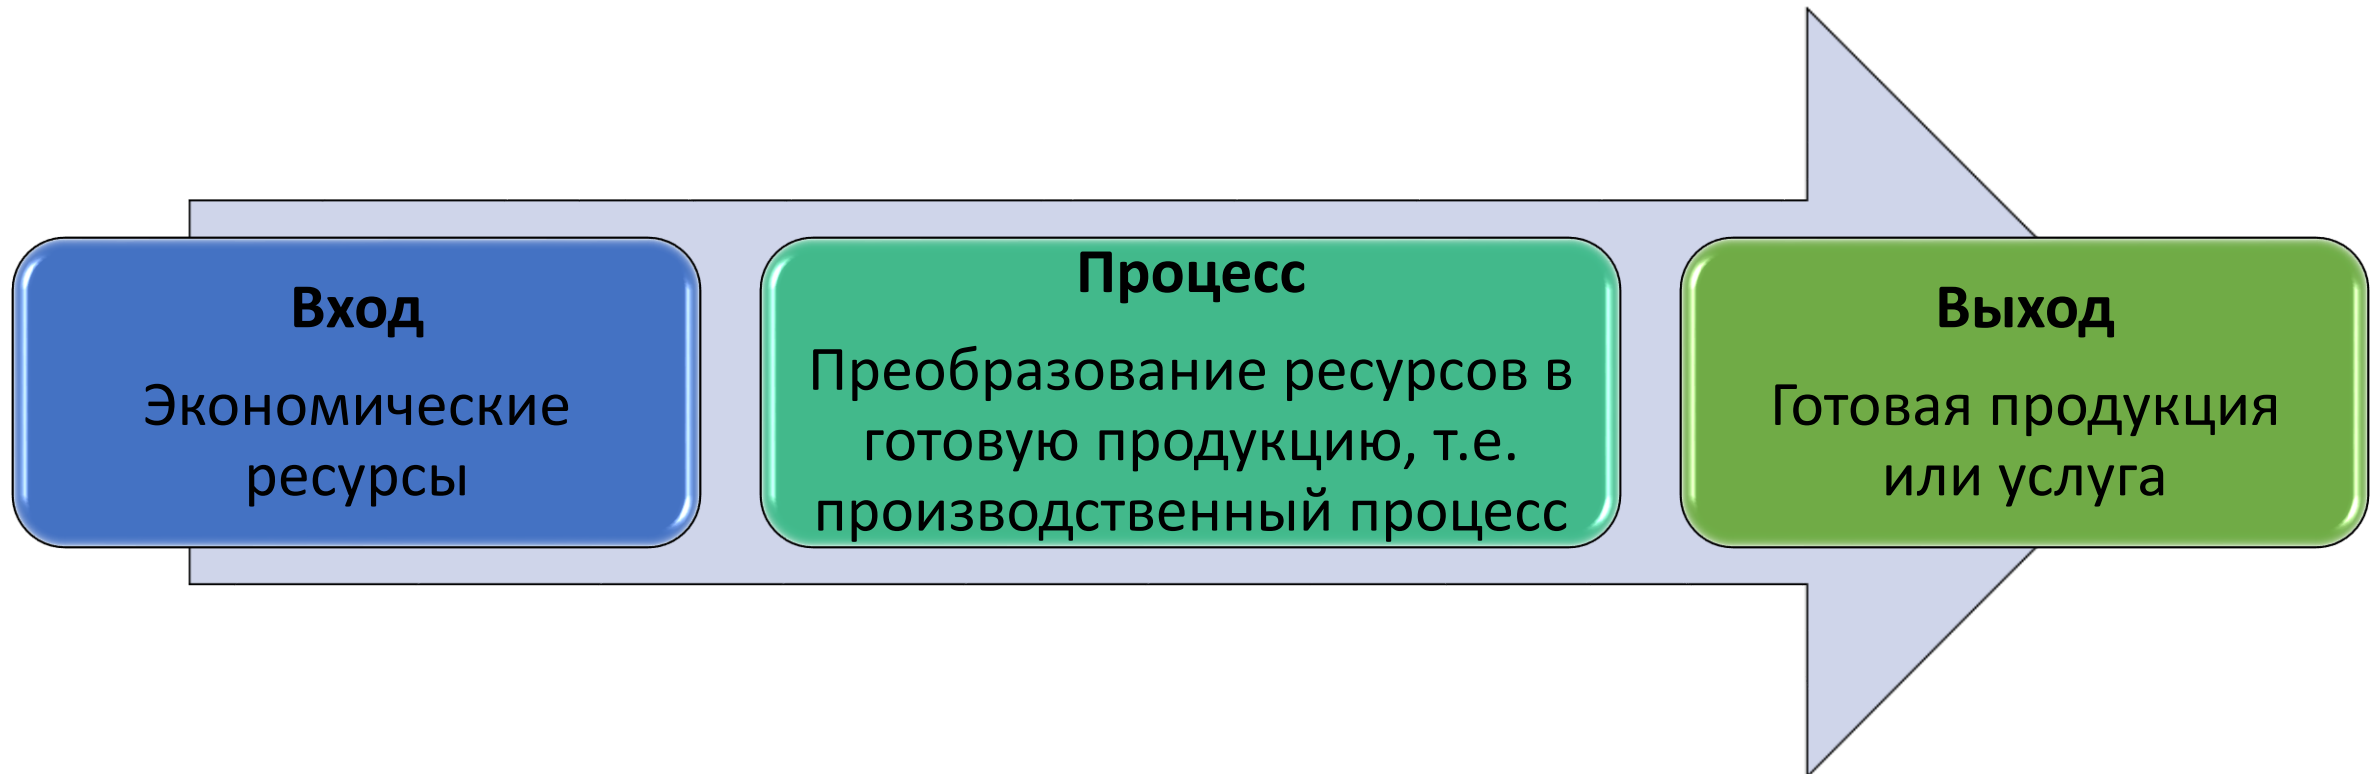 Вход
Экономические
ресурсы
Процесс
Преобразование ресурсов в
готовую продукцию, т.е.
производственный процесс
Выход
Готовая продукция
или услуга